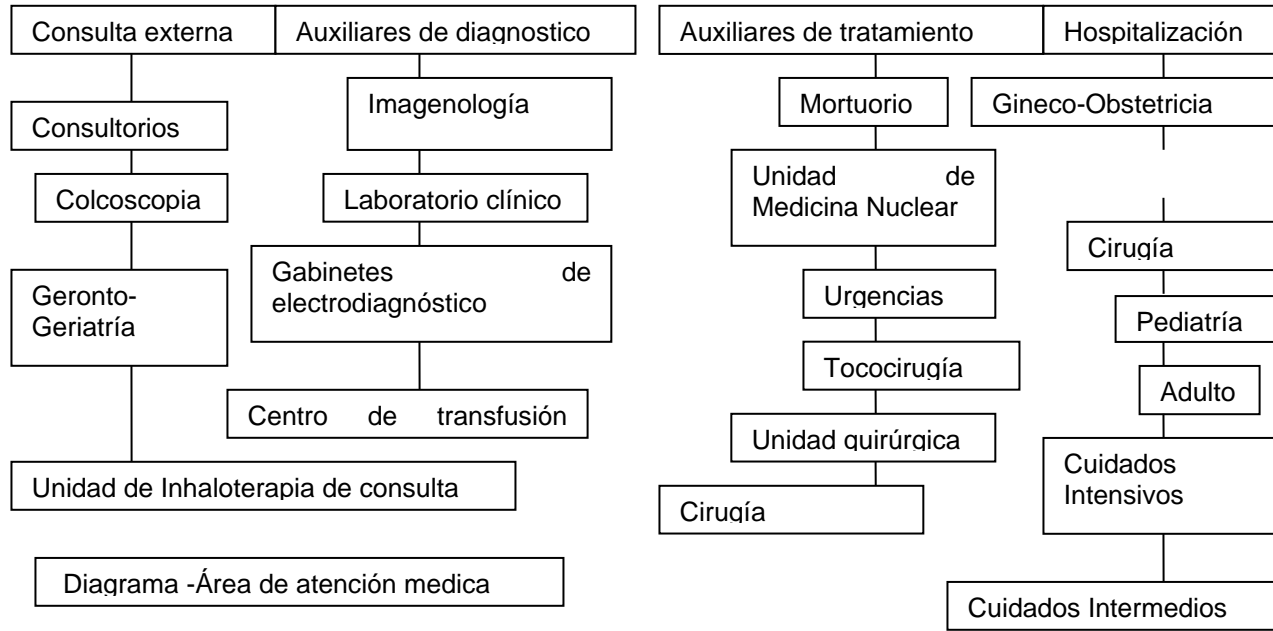 Consulta externa
Auxiliares de diagnostico
Auxiliares de tratamiento
Hospitalización
Consultorios
Colcoscopia
Geronto-
Geriatría
Unidad de Inhaloterapia de consulta
Imagenología
Laboratorio clínico
Gabinetes de
electrodiagnóstico
Centro de transfusión
Mortuorio
Unidad de
Medicina Nuclear
Urgencias
Tococirugía
Unidad quirúrgica
Cirugía
Gineco-Obstetricia
Cirugía
Pediatría
Adulto
Cuidados
Intensivos
Cuidados Intermedios
Diagrama -Área de atención medica